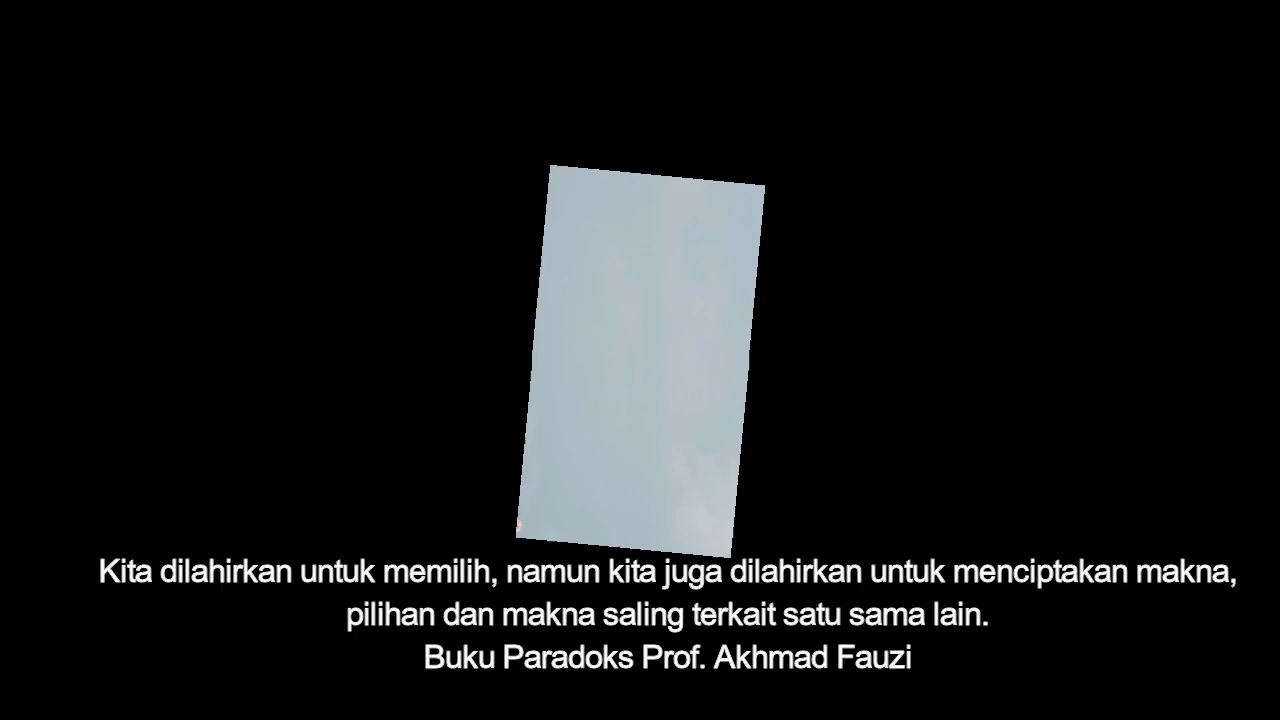 Kita dilahirkan untuk memilih, namun kita juga dilahirkan untuk menciptakan makna,
pilihan dan makna saling terkait satu sama lain.
Buku Paradoks Prof. Akhmad Fauzi